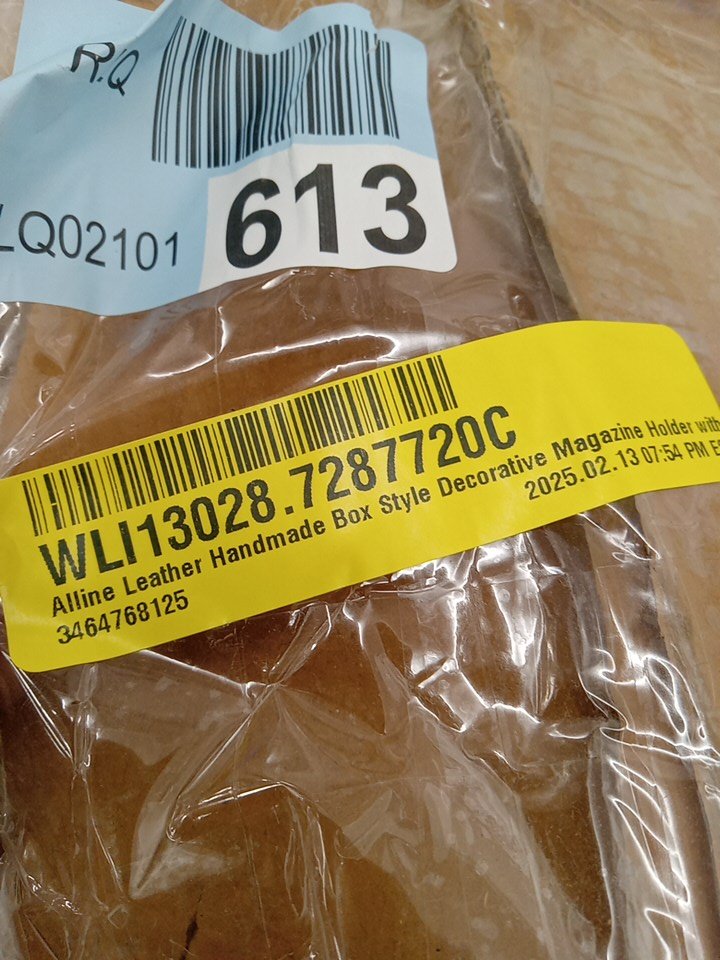 R.Q
613
LQ02101
WLI13028.7287720C
Alline Leather Handmade Box Style Decorative Magazine Holder with
2025.02.13 07:54 PM E
3464768125